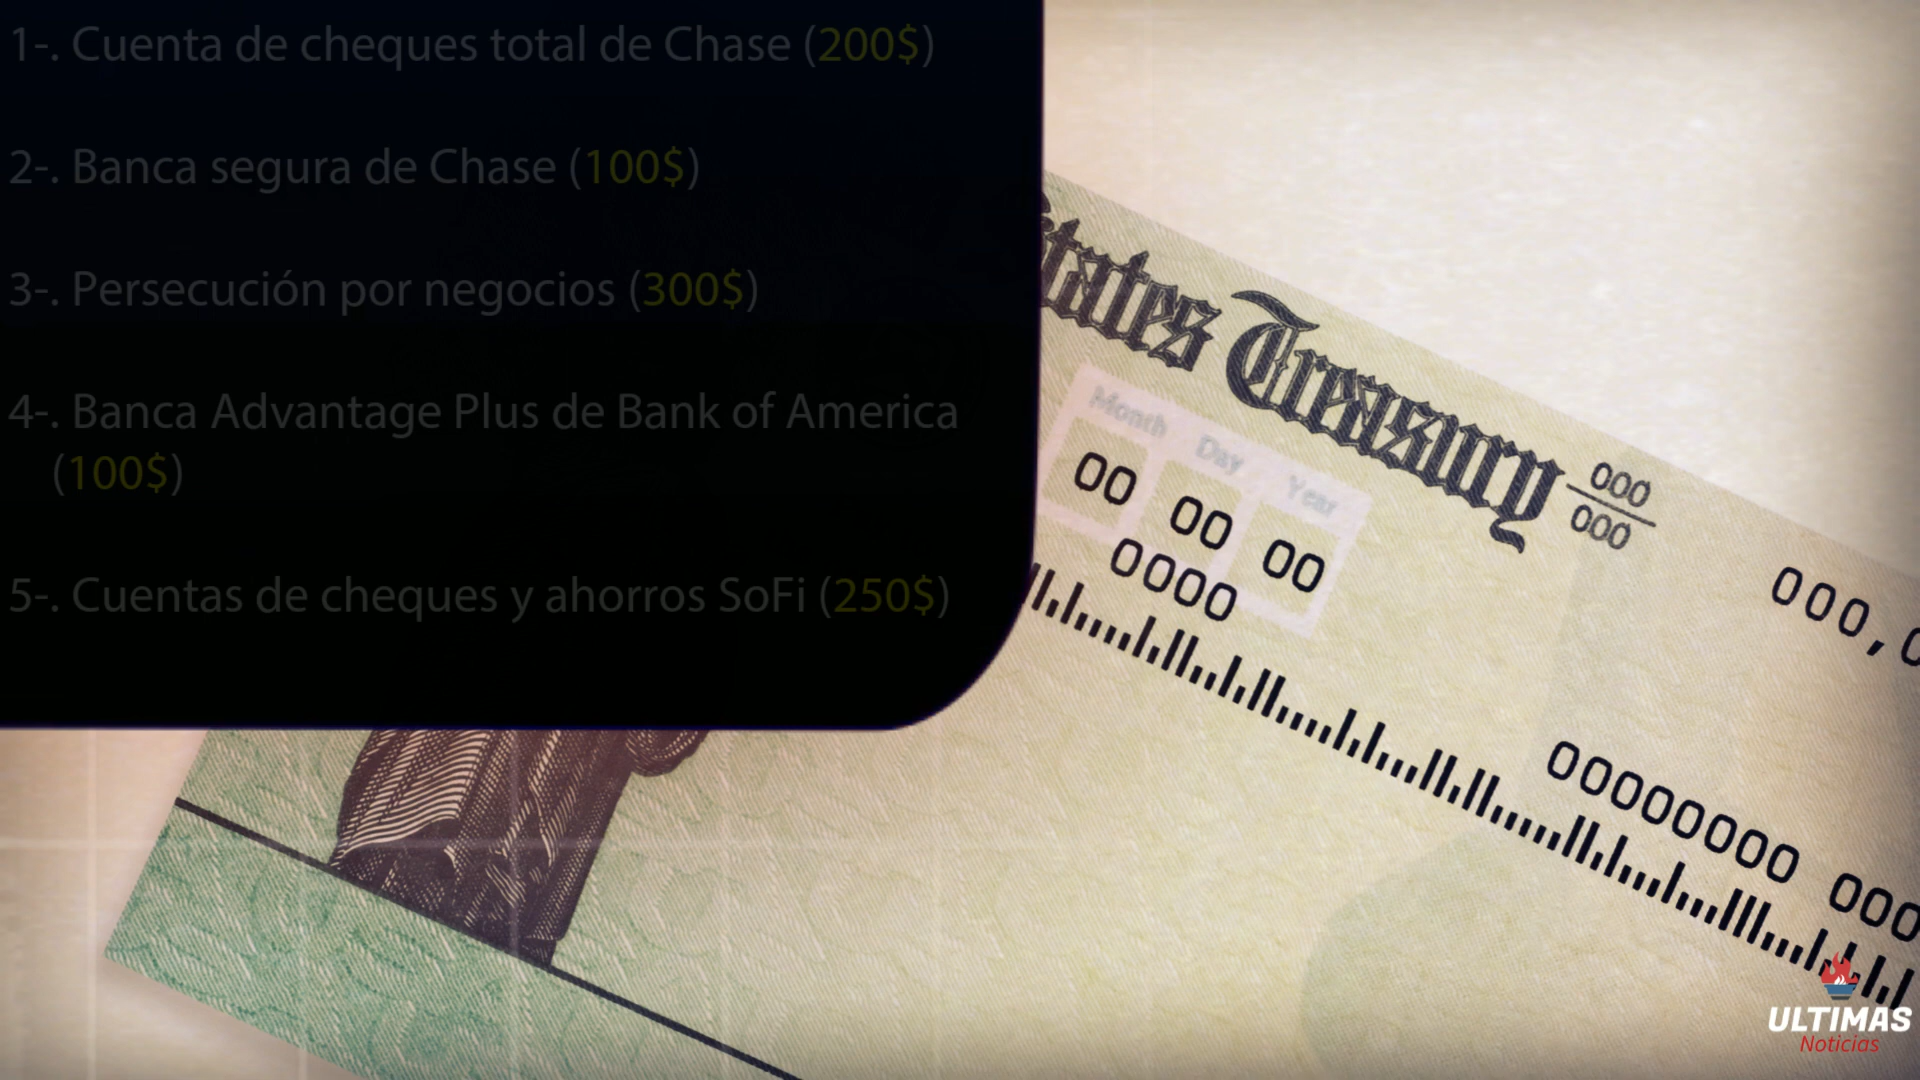 1-. Cuenta de cheques total de Chase (200$)
2-. Banca segura de Chase (100$)
3-. Persecución por negocios (300$)
4-. Banca Advantage Plus de Bank of America
(100$)
5-. Cuentas de cheques y ahorros SoFi (250$)
States Treasury
000
000
Month Day Year
00 00 00
0000
000,0
00000000 000
ULTIMAS
Noticias